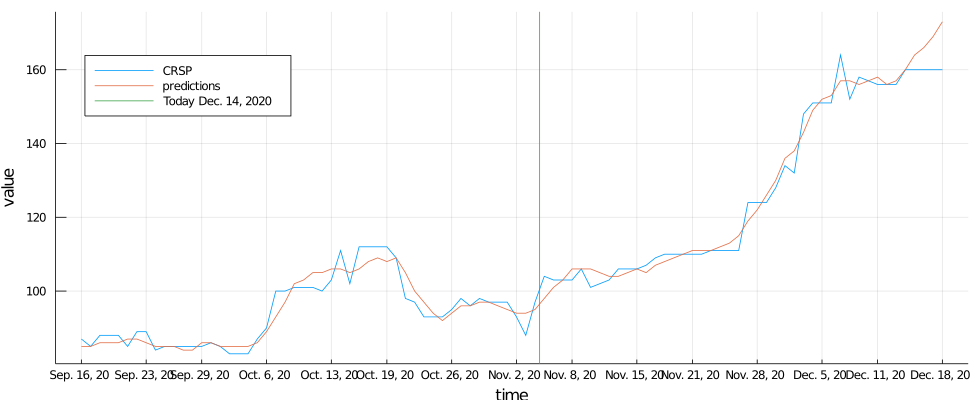 CRSP
predictions
Today Dec. 14, 2020
160
140
120
100
value
Sep. 16, 20 Sep. 23, 20 Sep. 29, 20 Oct. 6, 20 Oct. 13, 20 Oct. 19, 20 Oct. 26, 20 Nov. 2, 20 Nov. 8, 20 Nov. 15, 20 Nov. 21, 20 Nov. 28, 20 Dec. 5, 20 Dec. 11, 20 Dec. 18, 20
time